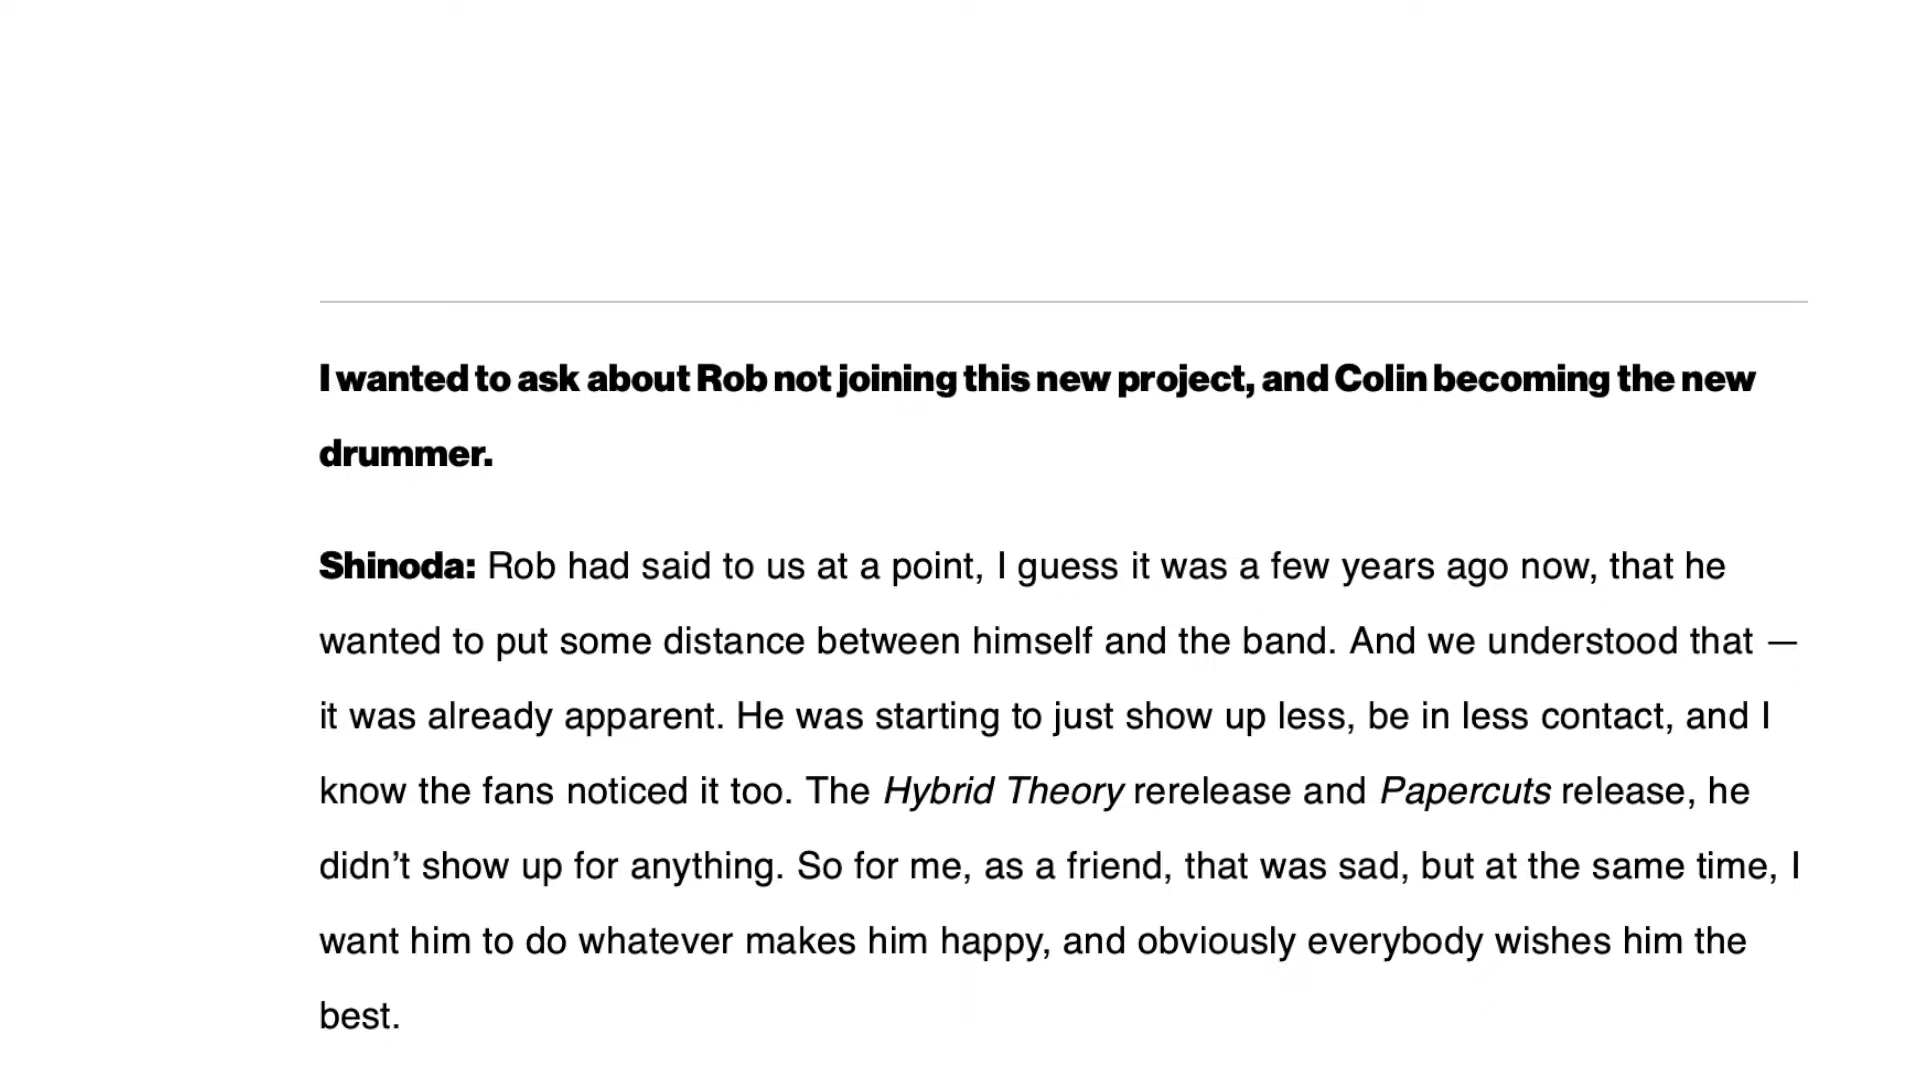 I wanted to ask about Rob not joining this new project, and Colin becoming the new
drummer.
Shinoda: Rob had said to us at a point, I guess it was a few years ago now, that he
wanted to put some distance between himself and the band. And we understood that —
it was already apparent. He was starting to just show up less, be in less contact, and I
know the fans noticed it too. The Hybrid Theory rerelease and Papercuts release, he
didn’t show up for anything. So for me, as a friend, that was sad, but at the same time, I
want him to do whatever makes him happy, and obviously everybody wishes him the
best.